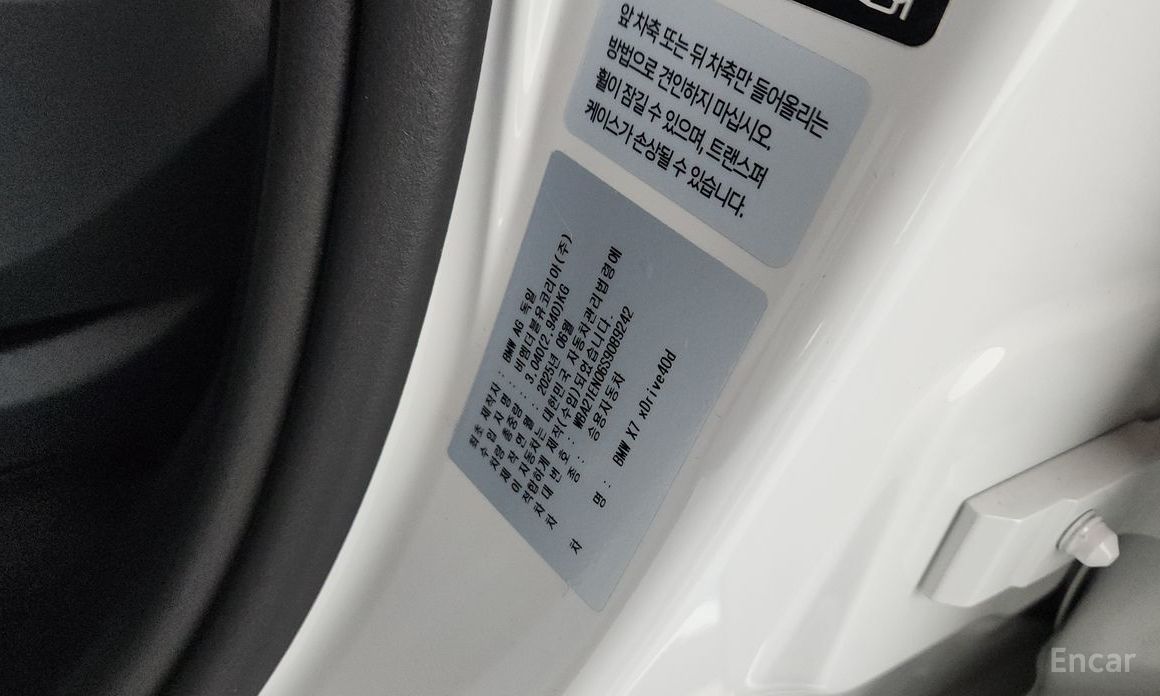 앞 차축 또는 뒤 차축만 들어올리는
방법으로 견인하지 마십시오.
휠이 잠길 수 있으며, 트랜스퍼
케이스가 손상될 수 있습니다.
최초 제작자 : BMW AG 독일
수입자명 : 비엠더블유코리아(주)
차량총중량 : 3,040(2,940)KG
제작연월 : 2025년 06월
이 자동차는 대한민국 자동차관리법령에
적합하게 제작(수입)되었습니다.
차대번호 : WBA21EN06S9089242
차종 : 승용자동차
차명 : BMW X7 xDrive40d
Encar